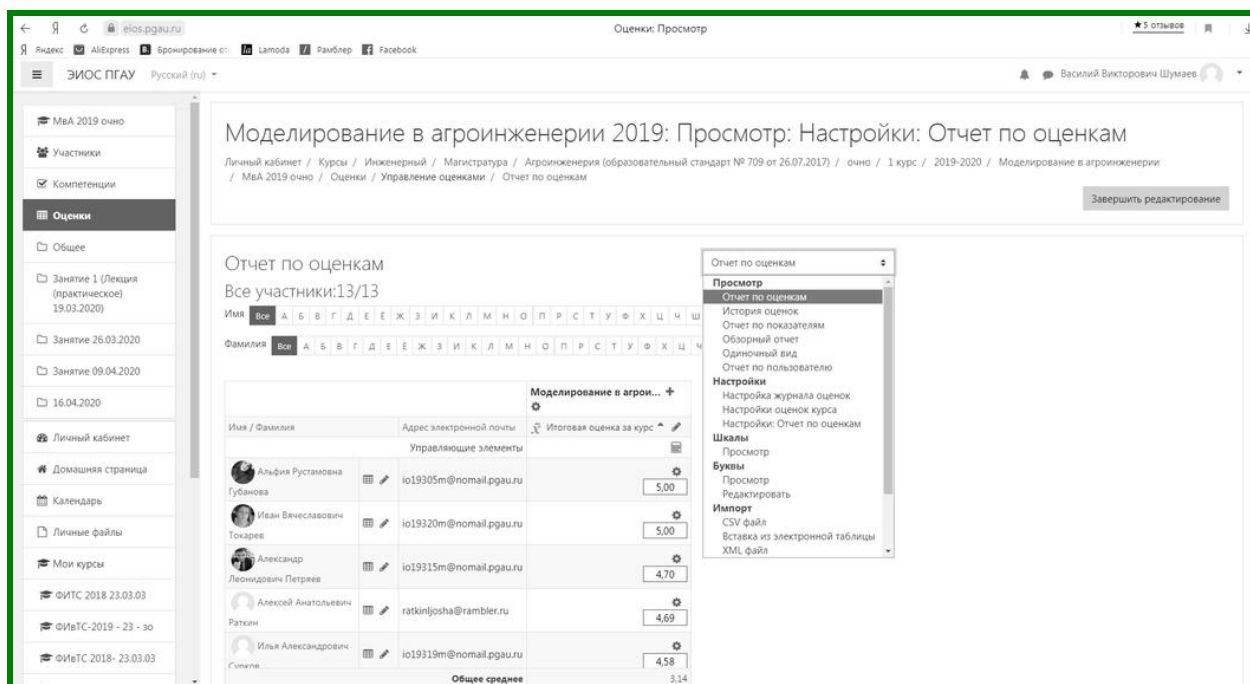 eios.pgau.ru
Оценки: Просмотр
★ 5 отзывов
Яндекс AliExpress Бронирование от Lamoda Рамблер Facebook
ЭИОС ПГАУ Русский (ru)
Василий Викторович Шумаев
МвА 2019 очно
Участники
Компетенции
Оценки
Общее
Занятие 1 (Лекция
(практическое)
19.03.2020)
Занятие 26.03.2020
Занятие 09.04.2020
16.04.2020
Личный кабинет
Домашняя страница
Календарь
Личные файлы
Мои курсы
ФИТС 2018 23.03.03
ФИвТС-2019 - 23 - зо
ФИвТС 2018- 23.03.03
Моделирование в агроинженерии 2019: Просмотр: Настройки: Отчет по оценкам
Личный кабинет / Курсы / Инженерный / Магистратура / Агроинженерия (образовательный стандарт № 709 от 26.07.2017) / очно / 1 курс / 2019-2020 / Моделирование в агроинженерии
/ МвА 2019 очно / Оценки / Управление оценками / Отчет по оценкам
Завершить редактирование
Отчет по оценкам
Все участники:13/13
Имя Все А Б В Г Д Е Ё Ж З И К Л М Н О П Р С Т У Ф Х Ц Ч Ш
Фамилия Все А Б В Г Д Е Ё Ж З И К Л М Н О П Р С Т У Ф Х Ц Ч
Моделирование в агрои...
Имя / Фамилия Адрес электронной почты x̄ Итоговая оценка за курс
Управляющие элементы
Альфия Рустамовна
Губанова
io19305m@nomail.pgau.ru
5,00
Иван Вячеславович
Токарев
io19320m@nomail.pgau.ru
5,00
Александр
Леонидович Петряев
io19315m@nomail.pgau.ru
4,70
Алексей Анатольевич
Раткин
ratkinljosha@rambler.ru
4,69
Илья Александрович
Сурков
io19319m@nomail.pgau.ru
4,58
Общее среднее 3,14
Отчет по оценкам
Просмотр
Отчет по оценкам
История оценок
Отчет по показателям
Обзорный отчет
Одиночный вид
Отчет по пользователю
Настройки
Настройка журнала оценок
Настройки оценок курса
Настройки: Отчет по оценкам
Шкалы
Просмотр
Буквы
Просмотр
Редактировать
Импорт
CSV файл
Вставка из электронной таблицы
XML файл